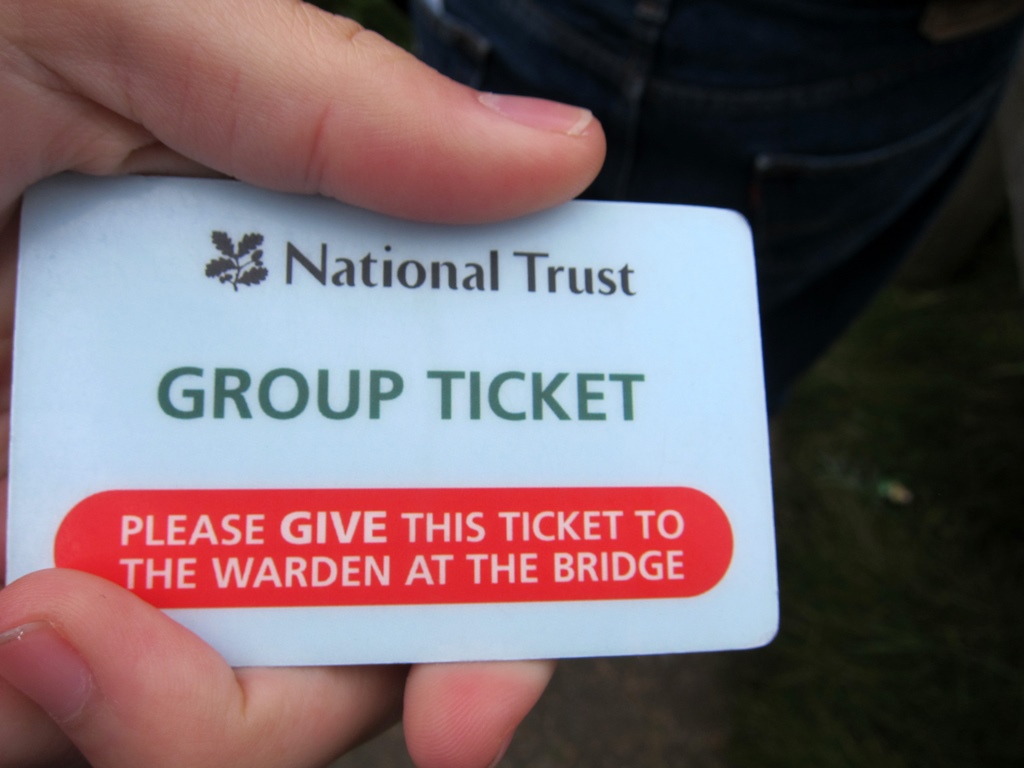 National Trust
GROUP TICKET
PLEASE GIVE THIS TICKET TO
THE WARDEN AT THE BRIDGE